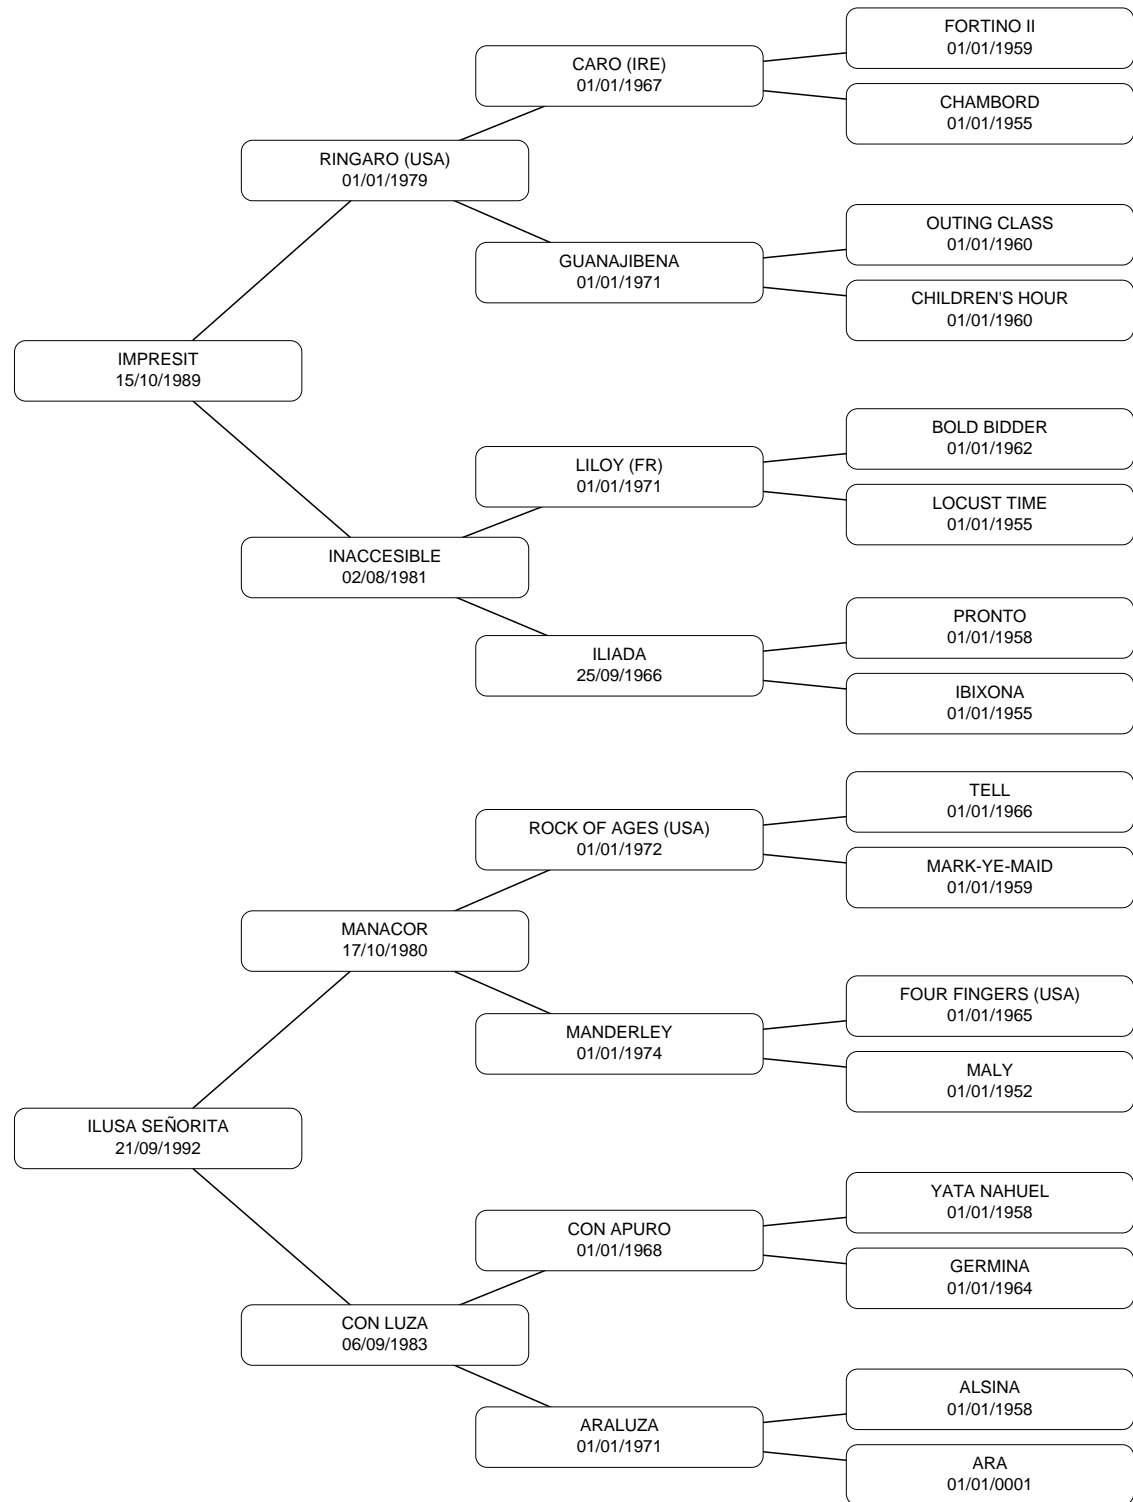 FORTINO II
01/01/1959
CARO (IRE)
01/01/1967
CHAMBORD
01/01/1955
RINGARO (USA)
01/01/1979
OUTING CLASS
01/01/1960
GUANAJIBENA
01/01/1971
CHILDREN'S HOUR
01/01/1960
IMPRESIT
15/10/1989
BOLD BIDDER
01/01/1962
LILOY (FR)
01/01/1971
LOCUST TIME
01/01/1955
INACCESIBLE
02/08/1981
PRONTO
01/01/1958
ILIADA
25/09/1966
IBIXONA
01/01/1955
TELL
01/01/1966
ROCK OF AGES (USA)
01/01/1972
MARK-YE-MAID
01/01/1959
MANACOR
17/10/1980
FOUR FINGERS (USA)
01/01/1965
MANDERLEY
01/01/1974
MALY
01/01/1952
ILUSA SEÑORITA
21/09/1992
YATA NAHUEL
01/01/1958
CON APURO
01/01/1968
GERMINA
01/01/1964
CON LUZA
06/09/1983
ALSINA
01/01/1958
ARALUZA
01/01/1971
ARA
01/01/0001